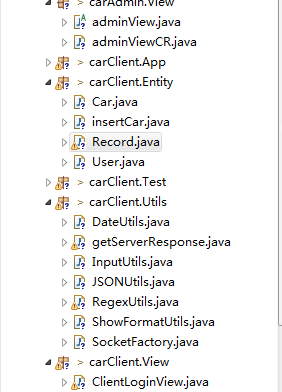 > carAdmin.View
adminView.java
adminViewCR.java
> carClient.App
> carClient.Entity
Car.java
insertCar.java
Record.java
User.java
> carClient.Test
> carClient.Utils
DateUtils.java
getServerResponse.java
InputUtils.java
JSONUtils.java
RegexUtils.java
ShowFormatUtils.java
SocketFactory.java
> carClient.View
ClientLoginView.java